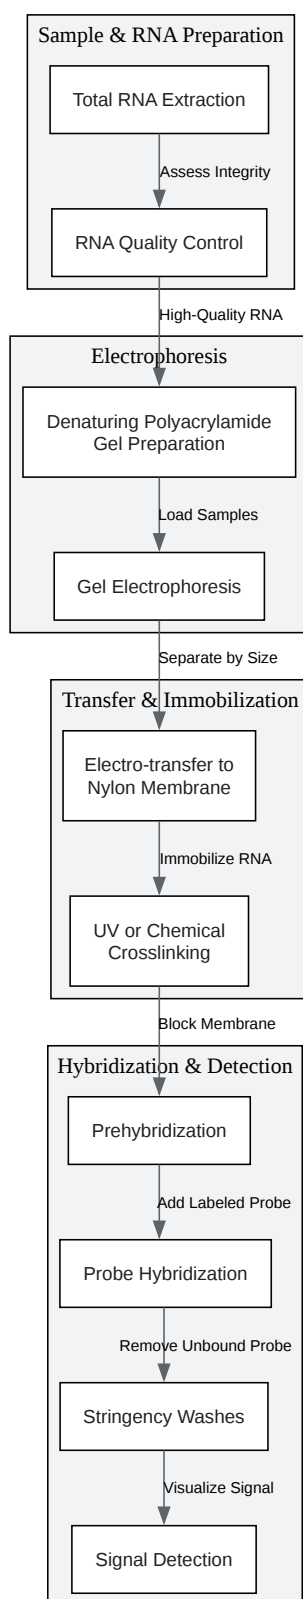 Sample & RNA Preparation
Total RNA Extraction
Assess Integrity
RNA Quality Control
High-Quality RNA
Electrophoresis
Denaturing Polyacrylamide
Gel Preparation
Load Samples
Gel Electrophoresis
Separate by Size
Transfer & Immobilization
Electro-transfer to
Nylon Membrane
Immobilize RNA
UV or Chemical
Crosslinking
Block Membrane
Hybridization & Detection
Prehybridization
Add Labeled Probe
Probe Hybridization
Remove Unbound Probe
Stringency Washes
Visualize Signal
Signal Detection